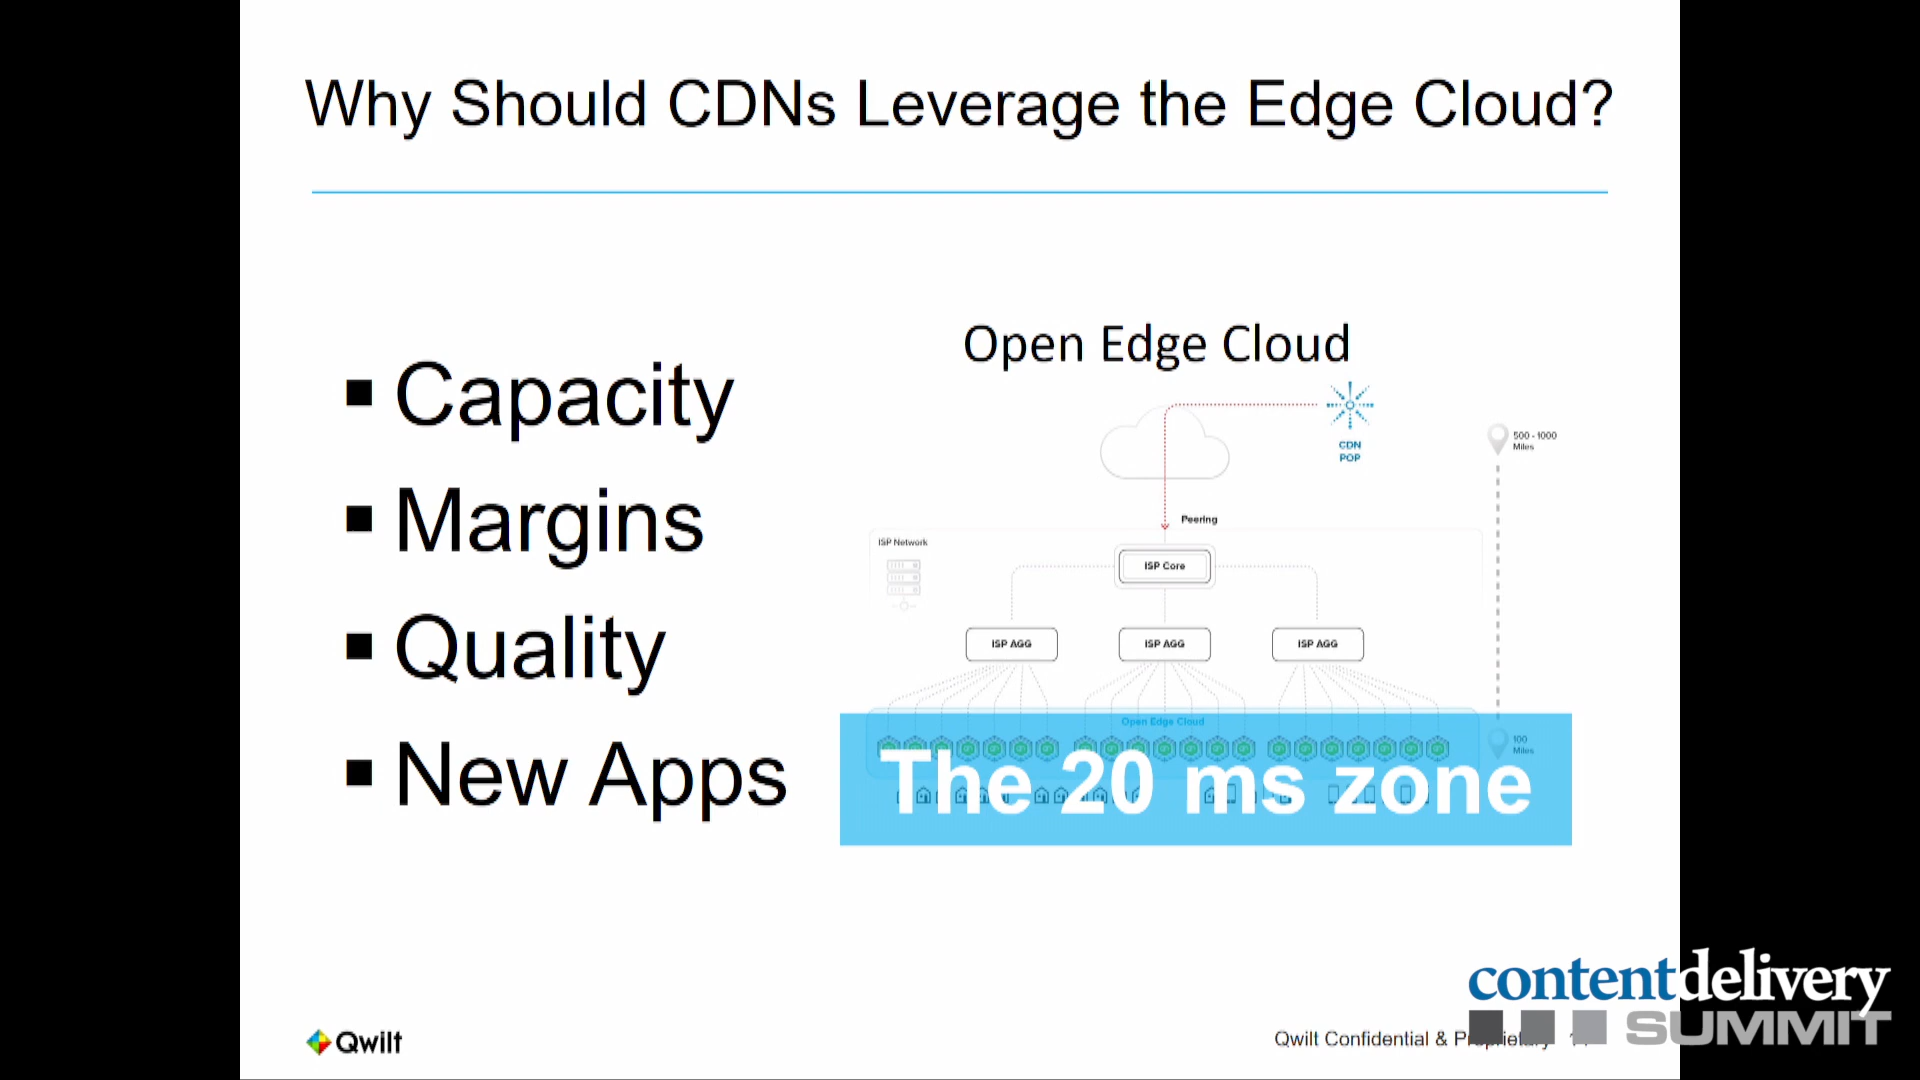 Why Should CDNs Leverage the Edge Cloud?
Capacity
Margins
Quality
New Apps
Open Edge Cloud
CDN
POP
500 - 1000
Miles
Peering
ISP Network
ISP Core
ISP AGG
ISP AGG
ISP AGG
Open Edge Cloud
100
Miles
The 20 ms zone
Qwilt
Qwilt Confidential & Proprietary
contentdelivery
SUMMIT